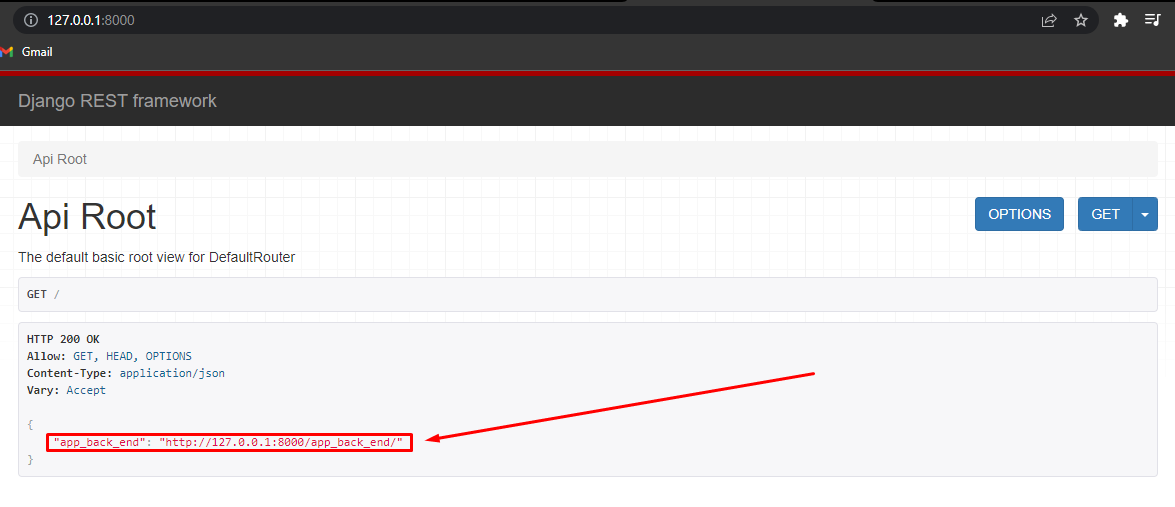 127.0.0.1:8000
Gmail
Django REST framework
Api Root
Api Root
OPTIONS
GET
The default basic root view for DefaultRouter
GET /
HTTP 200 OK
Allow: GET, HEAD, OPTIONS
Content-Type: application/json
Vary: Accept
{
"app_back_end": "http://127.0.0.1:8000/app_back_end/"
}